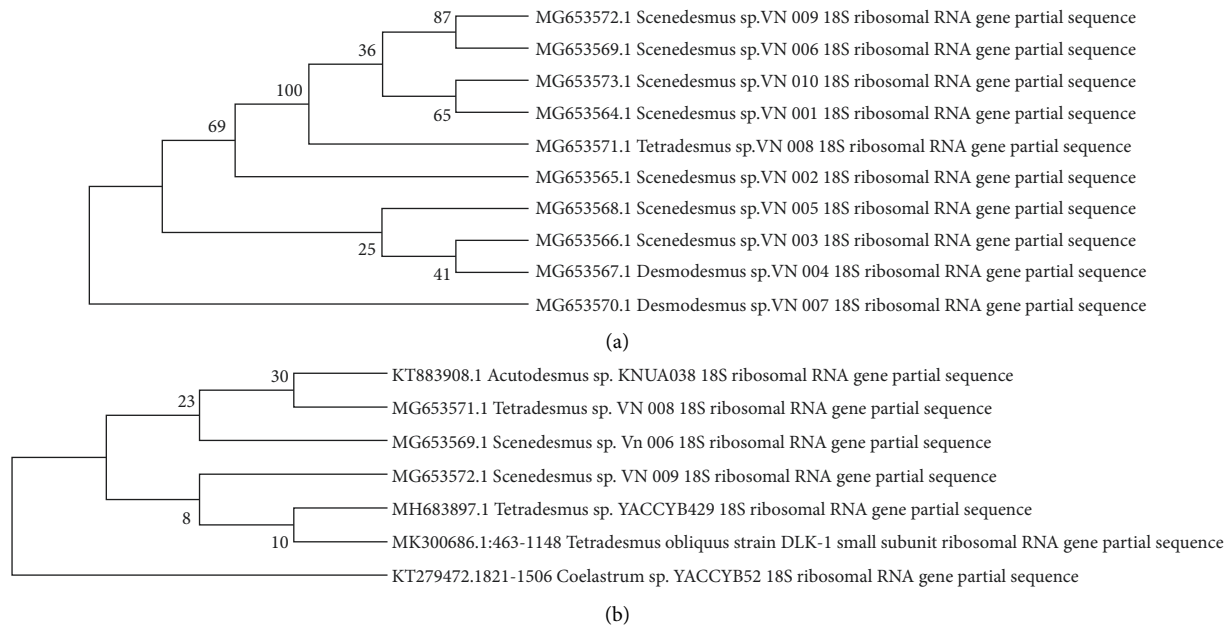 87
MG653572.1 Scenedesmus sp.VN 009 18S ribosomal RNA gene partial sequence
36
MG653569.1 Scenedesmus sp.VN 006 18S ribosomal RNA gene partial sequence
100
MG653573.1 Scenedesmus sp.VN 010 18S ribosomal RNA gene partial sequence
65
MG653564.1 Scenedesmus sp.VN 001 18S ribosomal RNA gene partial sequence
69
MG653571.1 Tetradesmus sp.VN 008 18S ribosomal RNA gene partial sequence
MG653565.1 Scenedesmus sp.VN 002 18S ribosomal RNA gene partial sequence
MG653568.1 Scenedesmus sp.VN 005 18S ribosomal RNA gene partial sequence
25
MG653566.1 Scenedesmus sp.VN 003 18S ribosomal RNA gene partial sequence
41
MG653567.1 Desmodesmus sp.VN 004 18S ribosomal RNA gene partial sequence
MG653570.1 Desmodesmus sp.VN 007 18S ribosomal RNA gene partial sequence
(a)
30
KT883908.1 Acutodesmus sp. KNUA038 18S ribosomal RNA gene partial sequence
23
MG653571.1 Tetradesmus sp. VN 008 18S ribosomal RNA gene partial sequence
MG653569.1 Scenedesmus sp. Vn 006 18S ribosomal RNA gene partial sequence
MG653572.1 Scenedesmus sp. VN 009 18S ribosomal RNA gene partial sequence
8
MH683897.1 Tetradesmus sp. YACCYB429 18S ribosomal RNA gene partial sequence
10
MK300686.1:463-1148 Tetradesmus obliquus strain DLK-1 small subunit ribosomal RNA gene partial sequence
KT279472.1821-1506 Coelastrum sp. YACCYB52 18S ribosomal RNA gene partial sequence
(b)